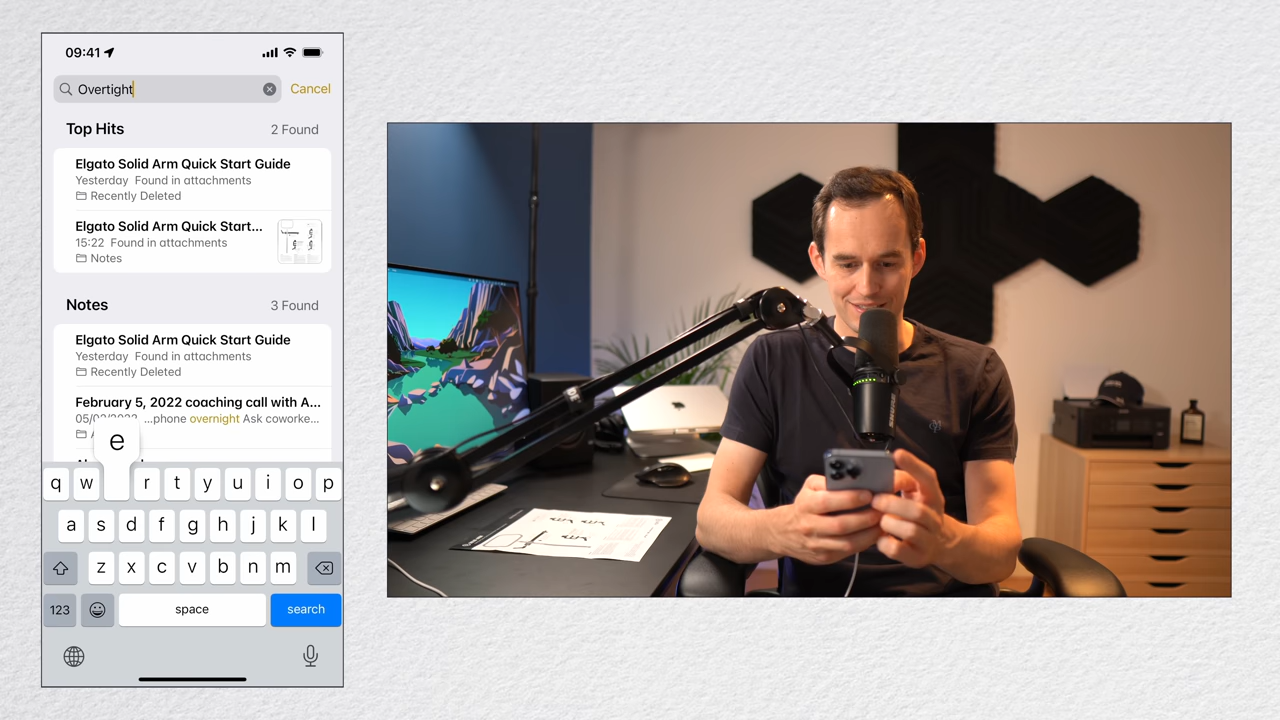 09:41
Overtight
Cancel
Top Hits
2 Found
Elgato Solid Arm Quick Start Guide
Yesterday Found in attachments
Recently Deleted
Elgato Solid Arm Quick Start...
15:22 Found in attachments
Notes
Notes
3 Found
Elgato Solid Arm Quick Start Guide
Yesterday Found in attachments
Recently Deleted
February 5, 2022 coaching call with A...
...phone overnight Ask coworke...
e
q w r t y u i o p
a s d f g h j k l
z x c v b n m
123
space
search